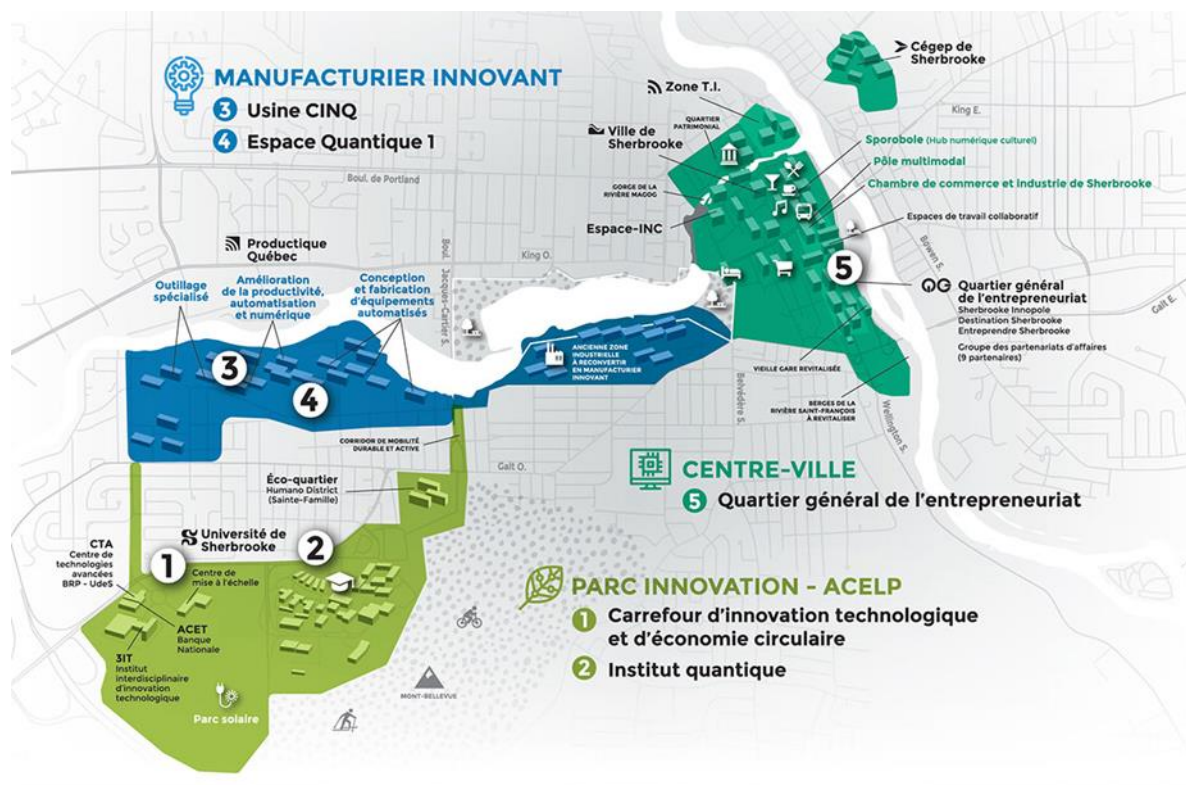 MANUFACTURIER INNOVANT
3 Usine CINQ
4 Espace Quantique 1
Cégep de
Sherbrooke
King E.
Zone T.I.
QUARTIER
PATRIMONIAL
Ville de
Sherbrooke
Sporobole (Hub numérique culturel)
Pôle multimodal
Chambre de commerce et industrie de Sherbrooke
Boul. de Portland
GORGE DE LA
RIVIÈRE MAGOG
Espace-INC
Espaces de travail collaboratif
Bowen S.
Productique
Québec
King O.
Boul. Jacques-Cartier S.
Outillage
spécialisé
Amélioration
de la productivité,
automatisation
et numérique
Conception
et fabrication
d'équipements
automatisés
5
QG Quartier général
de l'entrepreneuriat
Sherbrooke Innopole
Destination Sherbrooke
Entreprendre Sherbrooke
Groupe des partenariats d'affaires
(9 partenaires)
Galt E.
3
4
ANCIENNE ZONE
INDUSTRIELLE
À RECONVERTIR
EN MANUFACTURIER
INNOVANT
VIEILLE GARE REVITALISÉE
Belvédère S.
BERGES DE LA
RIVIÈRE SAINT-FRANÇOIS
À REVITALISER
Wellington S.
CORRIDOR DE MOBILITÉ
DURABLE ET ACTIVE
Galt O.
CENTRE-VILLE
5 Quartier général de l'entrepreneuriat
Éco-quartier
Humano District
(Sainte-Famille)
Université de
Sherbrooke
2
CTA
Centre de
technologies
avancées
BRP - UdeS
1
Centre de
mise à l'échelle
ACET
Banque
Nationale
3IT
Institut
interdisciplinaire
d'innovation
technologique
Parc solaire
MONT-BELLEVUE
PARC INNOVATION - ACELP
1 Carrefour d'innovation technologique
et d'économie circulaire
2 Institut quantique